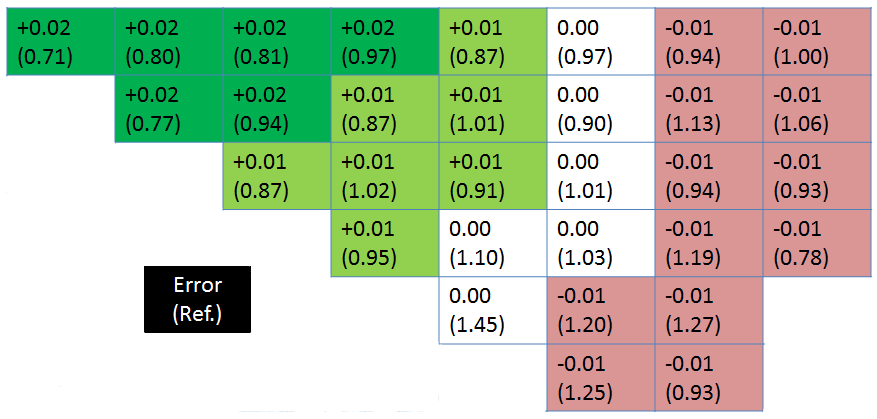 +0.02 +0.02 +0.02 +0.02 +0.01 0.00 -0.01 -0.01
(0.71) (0.80) (0.81) (0.97) (0.87) (0.97) (0.94) (1.00)
+0.02 +0.02 +0.01 +0.01 0.00 -0.01 -0.01
(0.77) (0.94) (0.87) (1.01) (0.90) (1.13) (1.06)
+0.01 +0.01 +0.01 0.00 -0.01 -0.01
(0.87) (1.02) (0.91) (1.01) (0.94) (0.93)
+0.01 0.00 0.00 -0.01 -0.01
(0.95) (1.10) (1.03) (1.19) (0.78)
Error
(Ref.)
0.00 -0.01 -0.01
(1.45) (1.20) (1.27)
-0.01 -0.01
(1.25) (0.93)